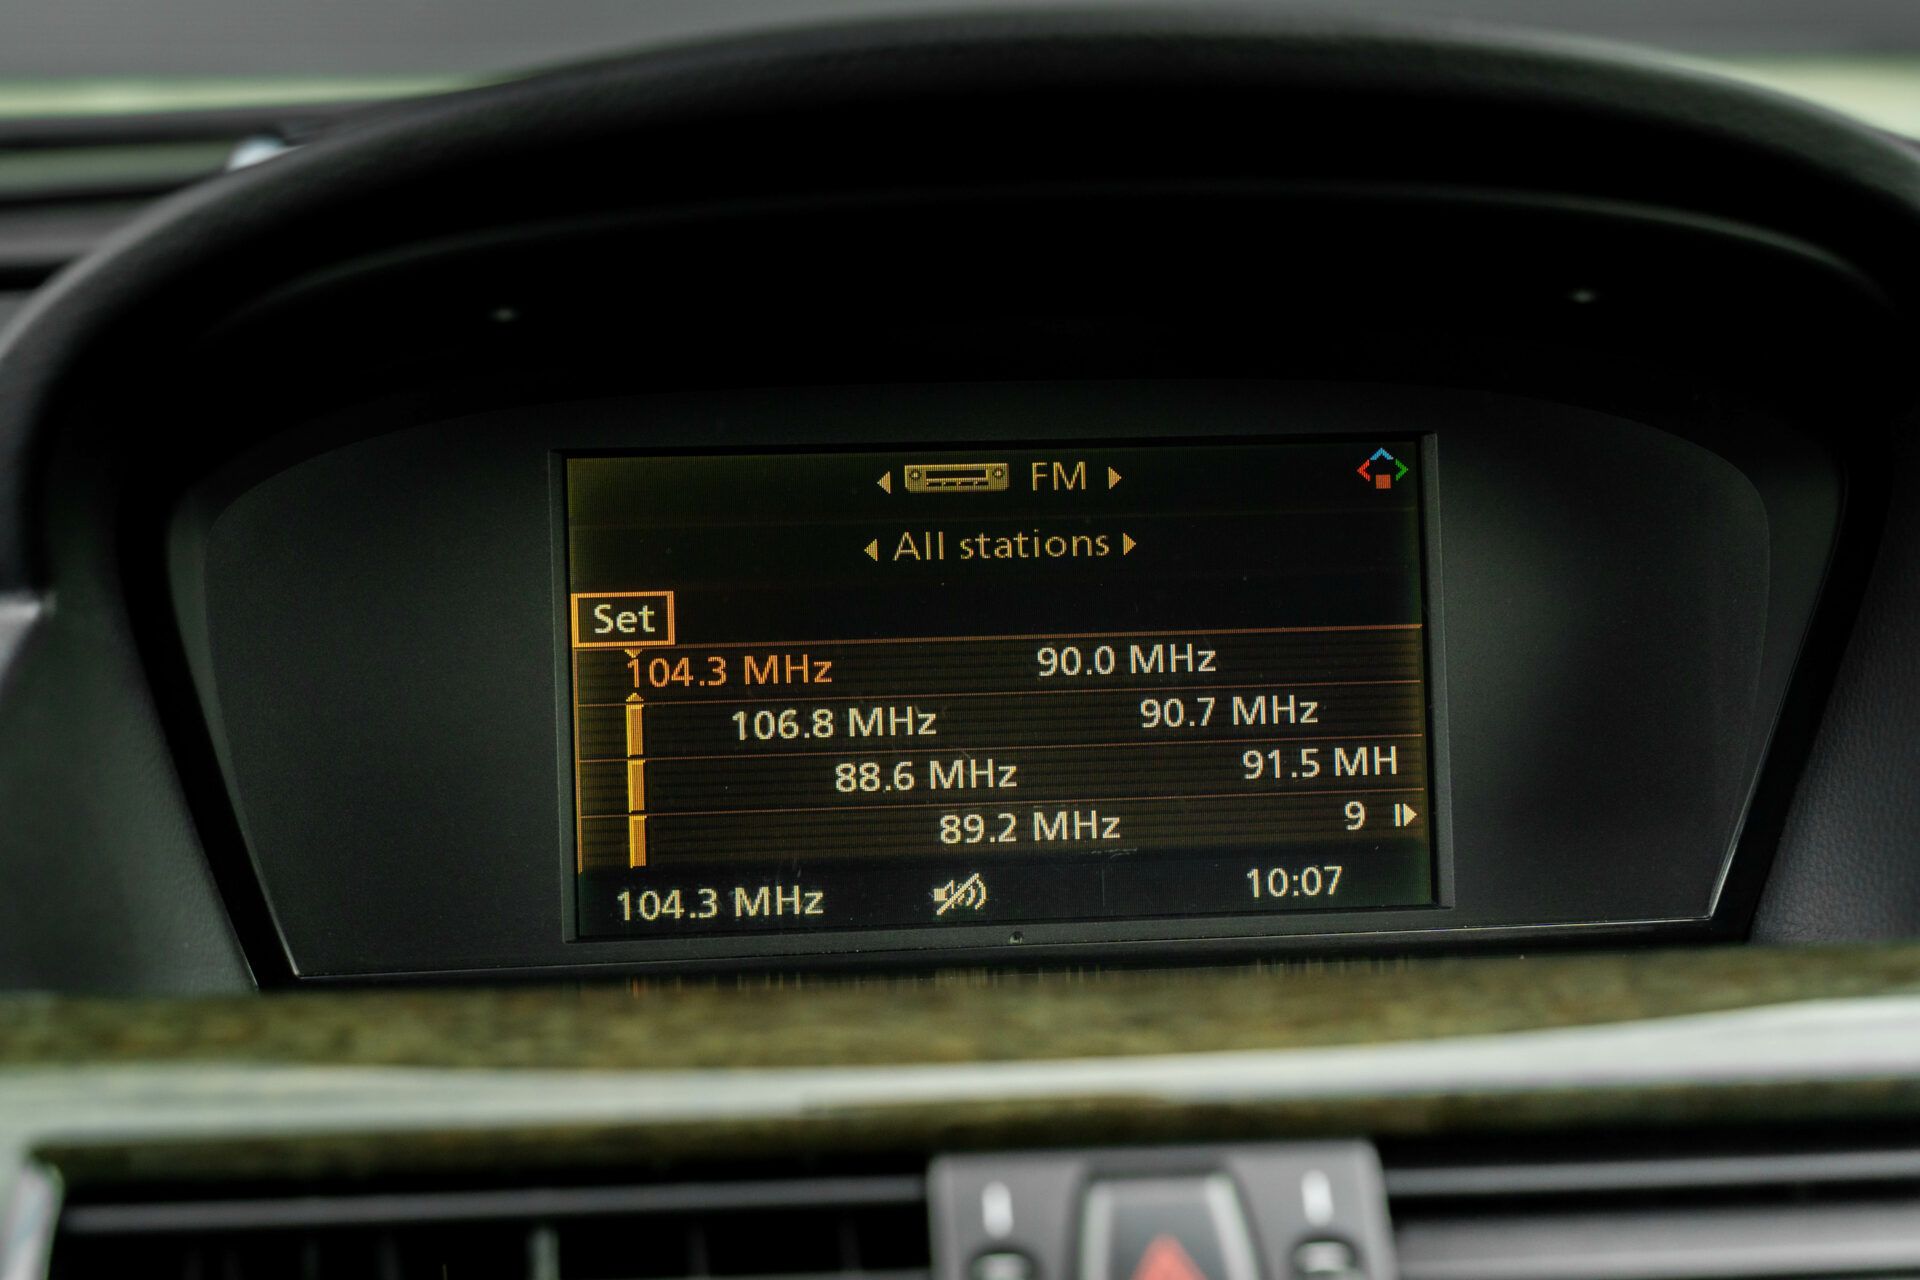 FM
All stations
Set
104.3 MHz 90.0 MHz
106.8 MHz 90.7 MHz
88.6 MHz 91.5 MH
89.2 MHz 9
104.3 MHz 10:07